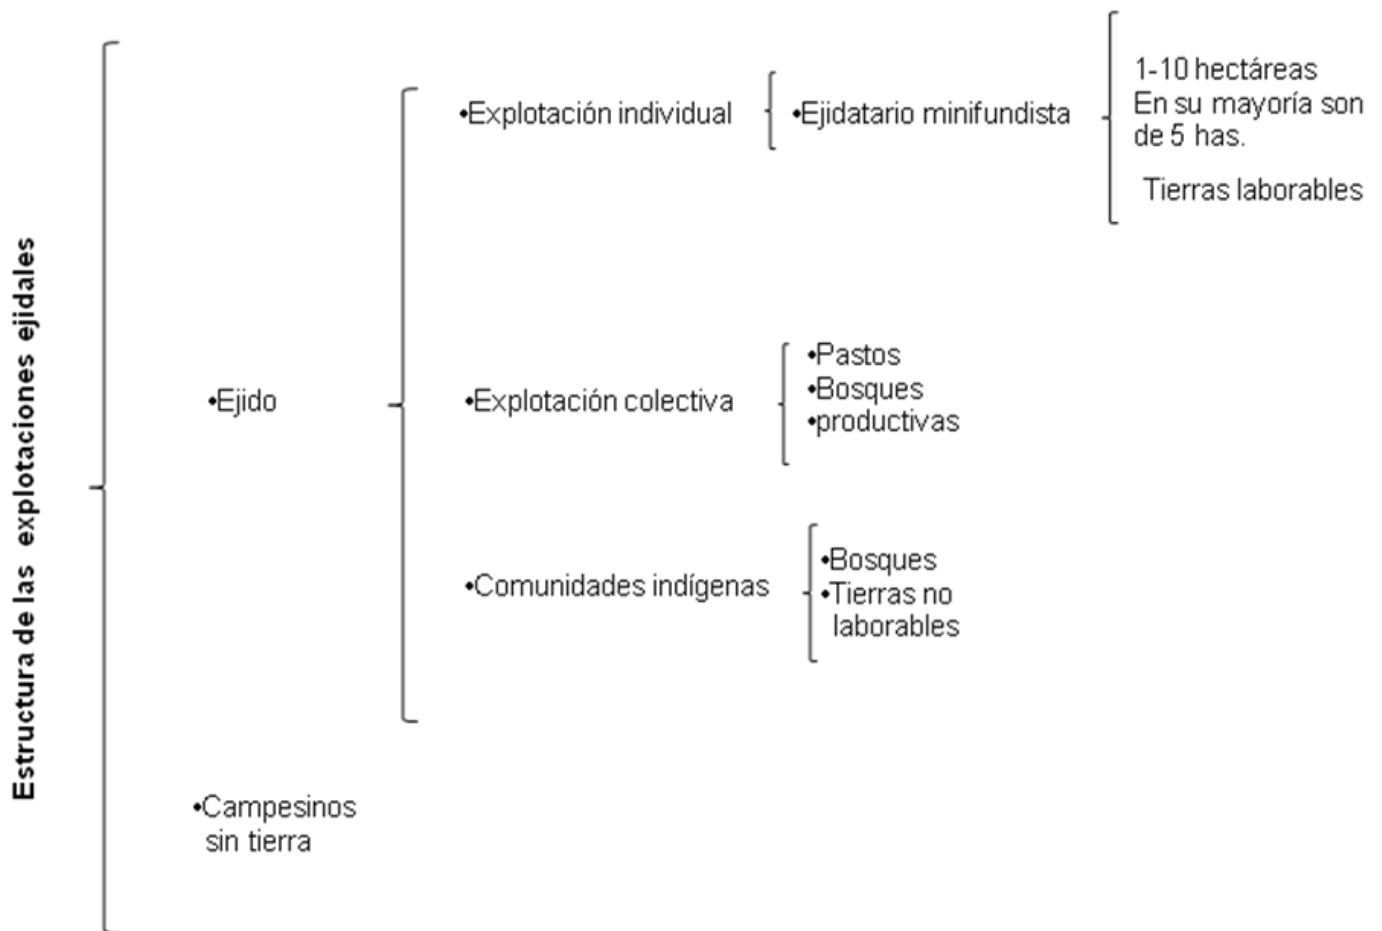 Estructura de las explotaciones ejidales
•Ejido
•Explotación individual
•Ejidatario minifundista
1-10 hectáreas
En su mayoría son
de 5 has.
Tierras laborables
•Explotación colectiva
•Pastos
•Bosques
•productivas
•Comunidades indígenas
•Bosques
•Tierras no
laborables
•Campesinos
sin tierra